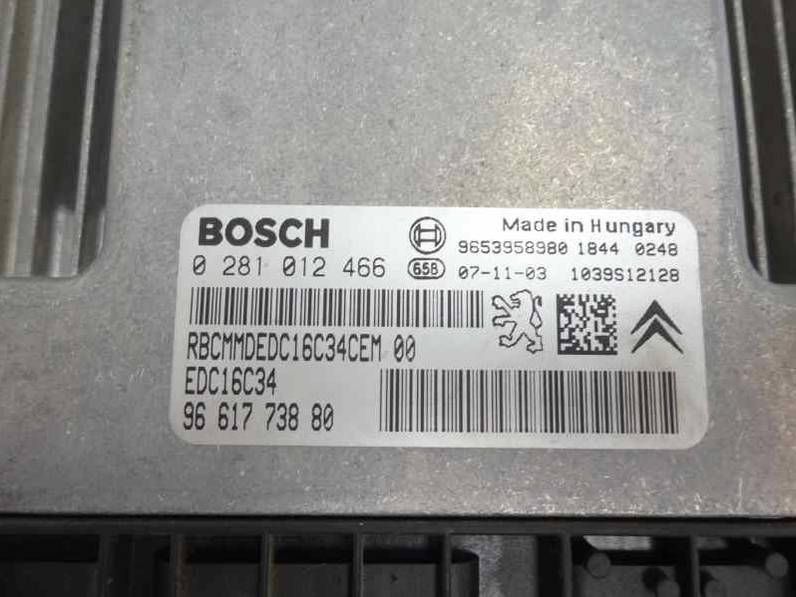 BOSCH
Made in Hungary
9653958980 1844 0248
0 281 012 466
658 07-11-03 1039S12128
RBCMMDEDC16C34CEM 00
EDC16C34
96 617 738 80